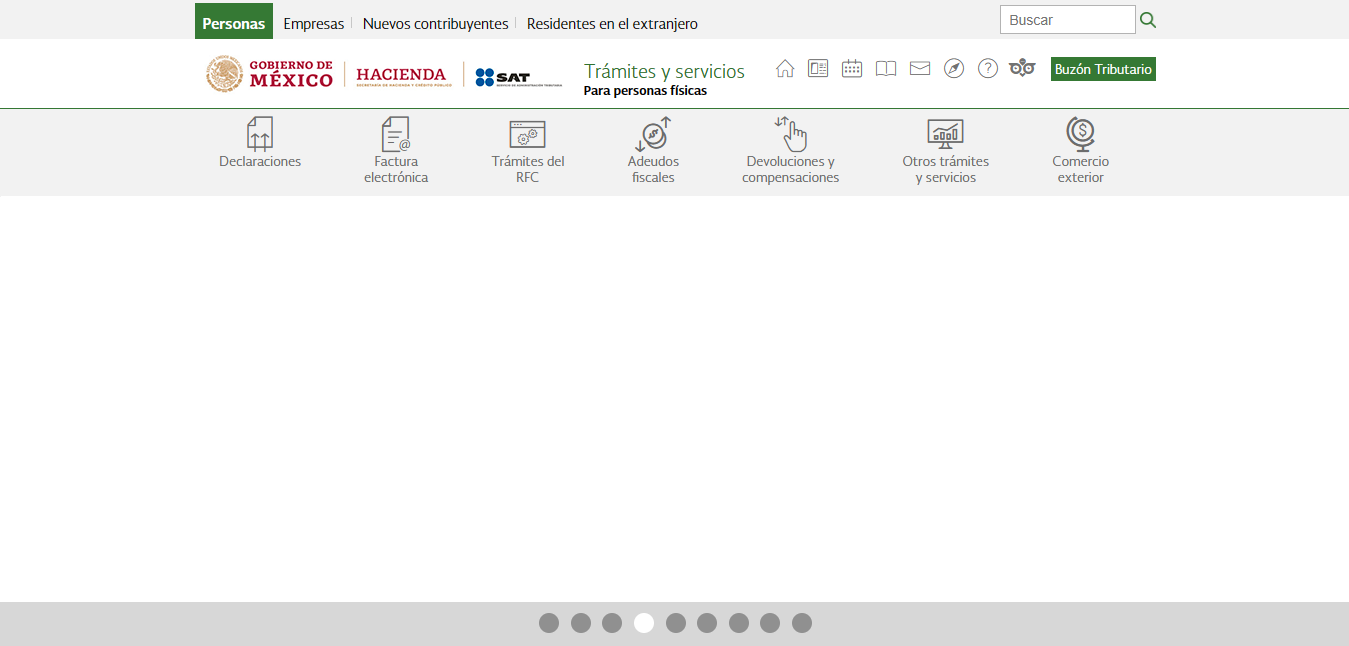 Personas
Empresas
Nuevos contribuyentes
Residentes en el extranjero
Buscar
GOBIERNO DE
MÉXICO
HACIENDA
SECRETARÍA DE HACIENDA Y CRÉDITO PÚBLICO
SAT
SERVICIO DE ADMINISTRACIÓN TRIBUTARIA
Trámites y servicios
Para personas físicas
?
Buzón Tributario
Declaraciones
@
Factura
electrónica
Trámites del
RFC
Adeudos
fiscales
Devoluciones y
compensaciones
Otros trámites
y servicios
$
Comercio
exterior